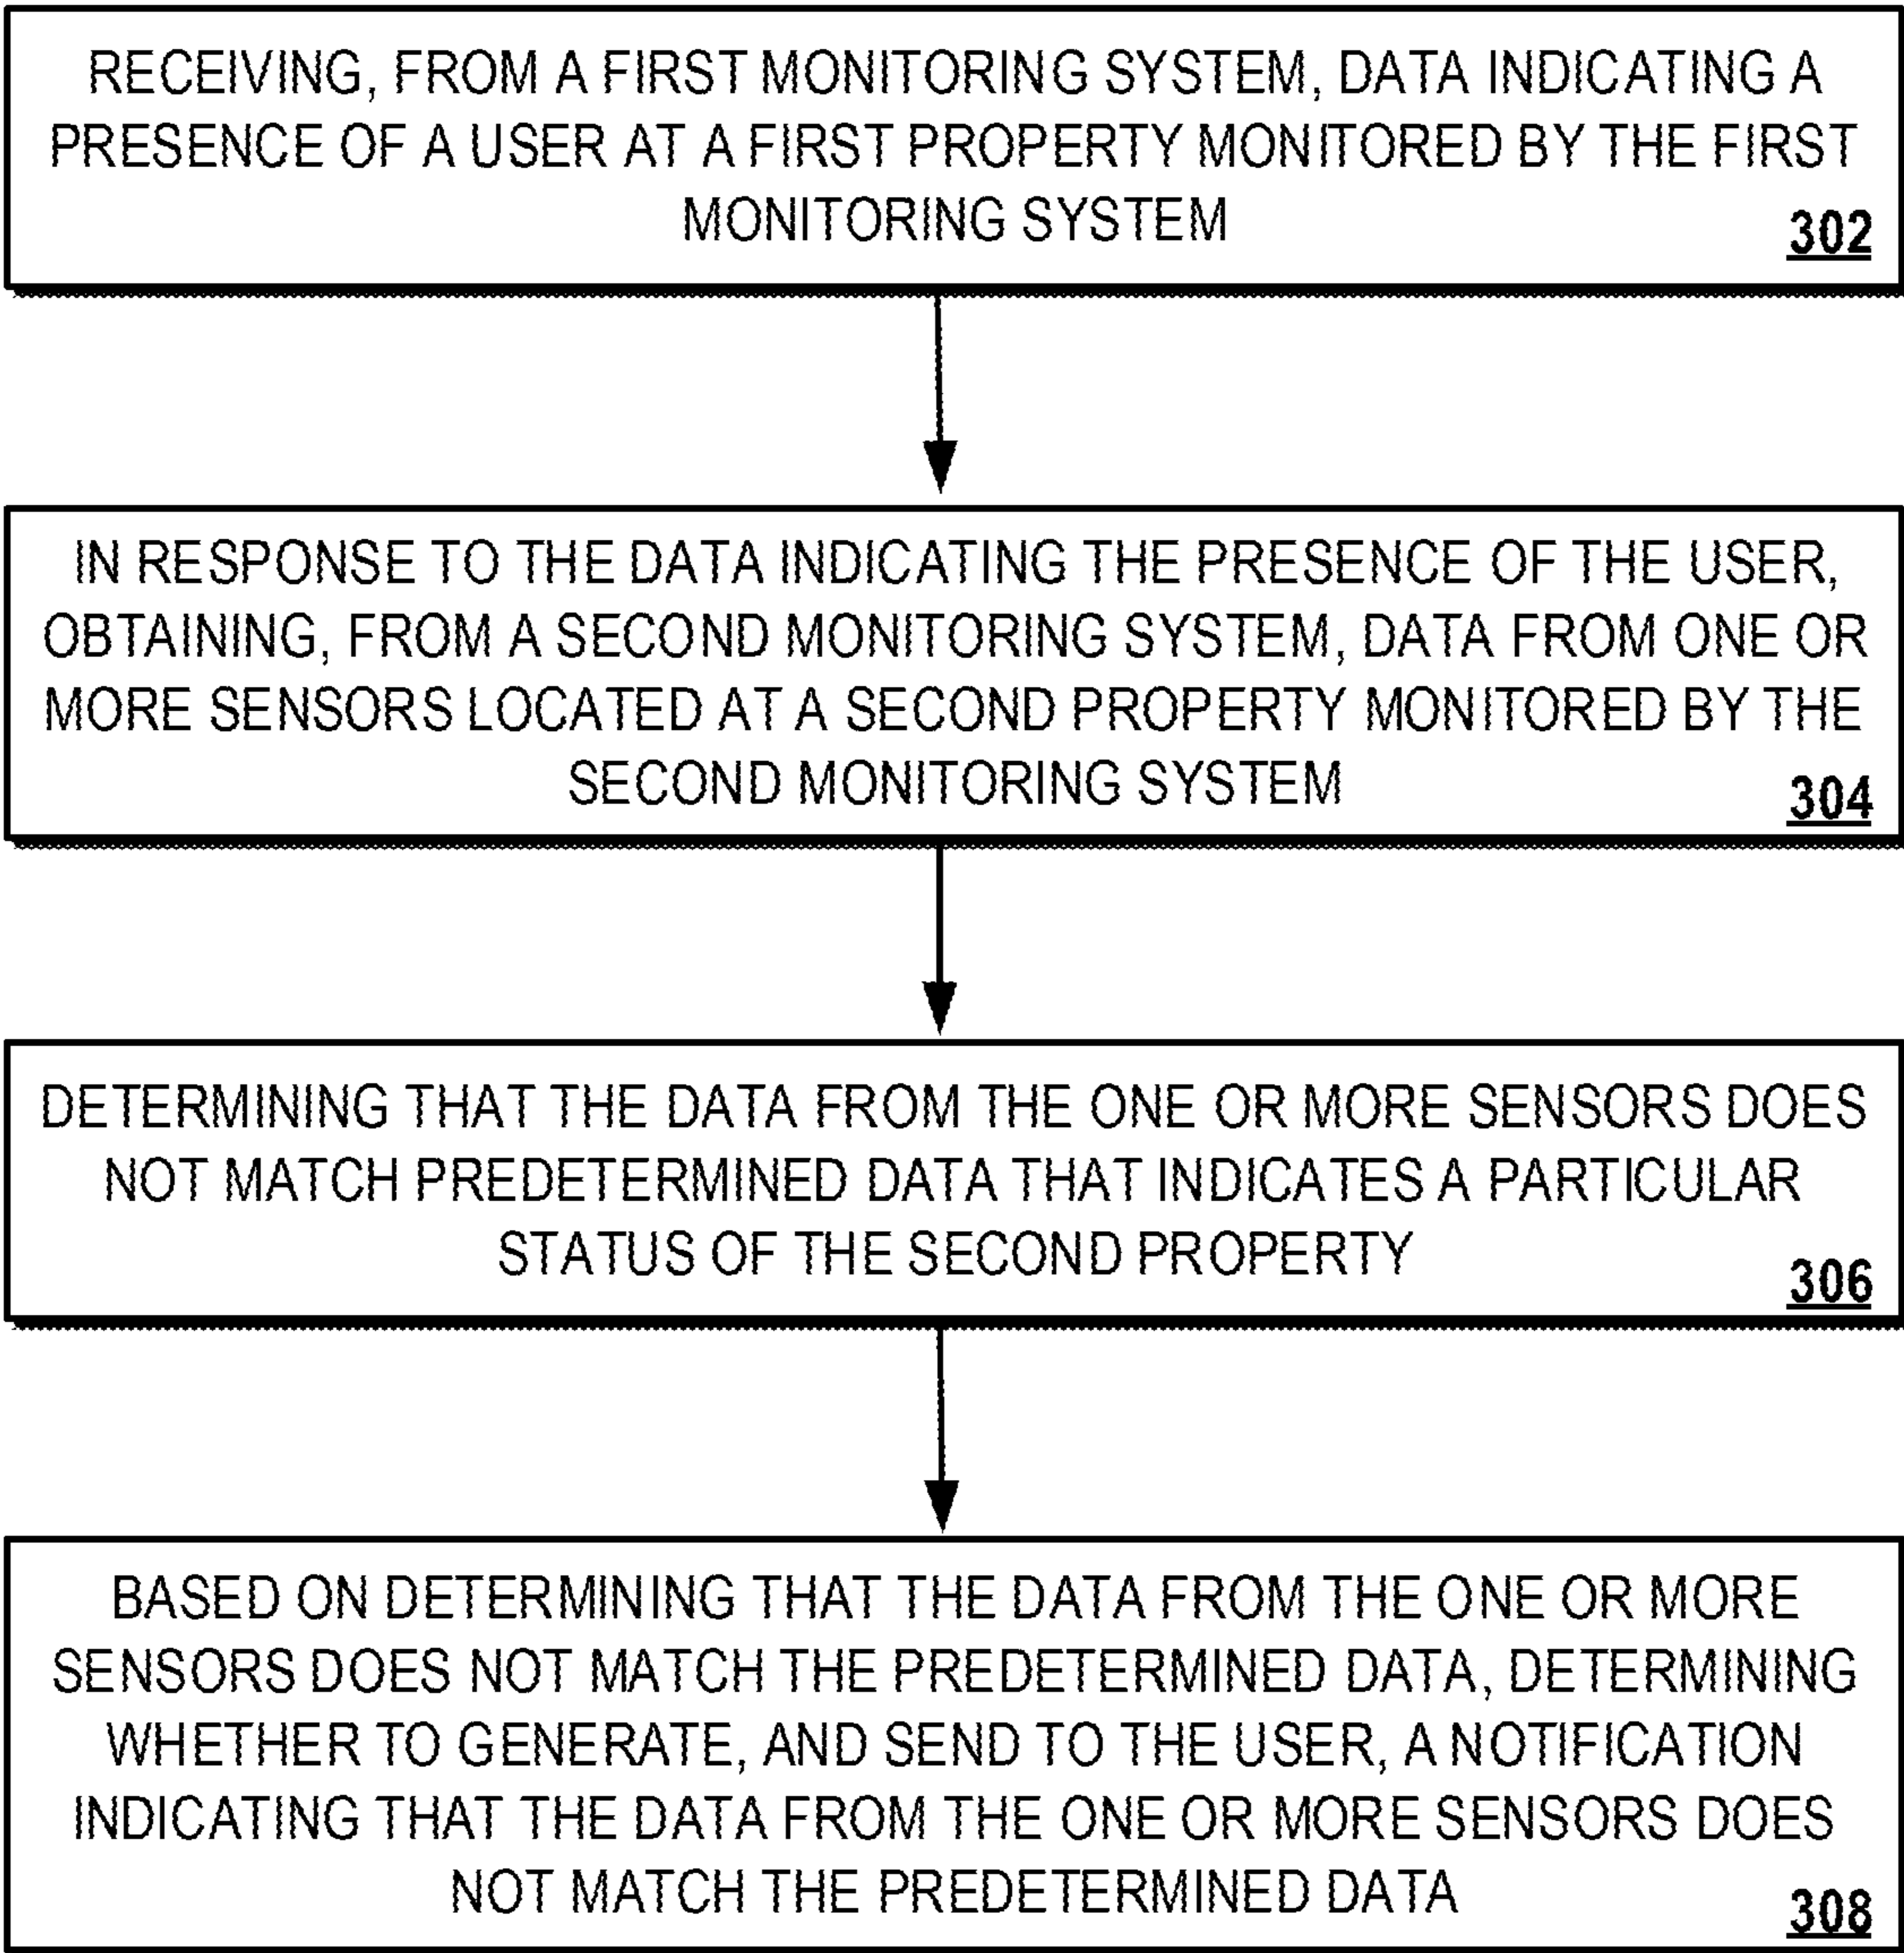 RECEIVING, FROM A FIRST MONITORING SYSTEM, DATA INDICATING A
PRESENCE OF A USER AT A FIRST PROPERTY MONITORED BY THE FIRST
MONITORING SYSTEM
302
IN RESPONSE TO THE DATA INDICATING THE PRESENCE OF THE USER,
OBTAINING, FROM A SECOND MONITORING SYSTEM, DATA FROM ONE OR
MORE SENSORS LOCATED AT A SECOND PROPERTY MONITORED BY THE
SECOND MONITORING SYSTEM
304
DETERMINING THAT THE DATA FROM THE ONE OR MORE SENSORS DOES
NOT MATCH PREDETERMINED DATA THAT INDICATES A PARTICULAR
STATUS OF THE SECOND PROPERTY
306
BASED ON DETERMINING THAT THE DATA FROM THE ONE OR MORE
SENSORS DOES NOT MATCH THE PREDETERMINED DATA, DETERMINING
WHETHER TO GENERATE, AND SEND TO THE USER, A NOTIFICATION
INDICATING THAT THE DATA FROM THE ONE OR MORE SENSORS DOES
NOT MATCH THE PREDETERMINED DATA
308